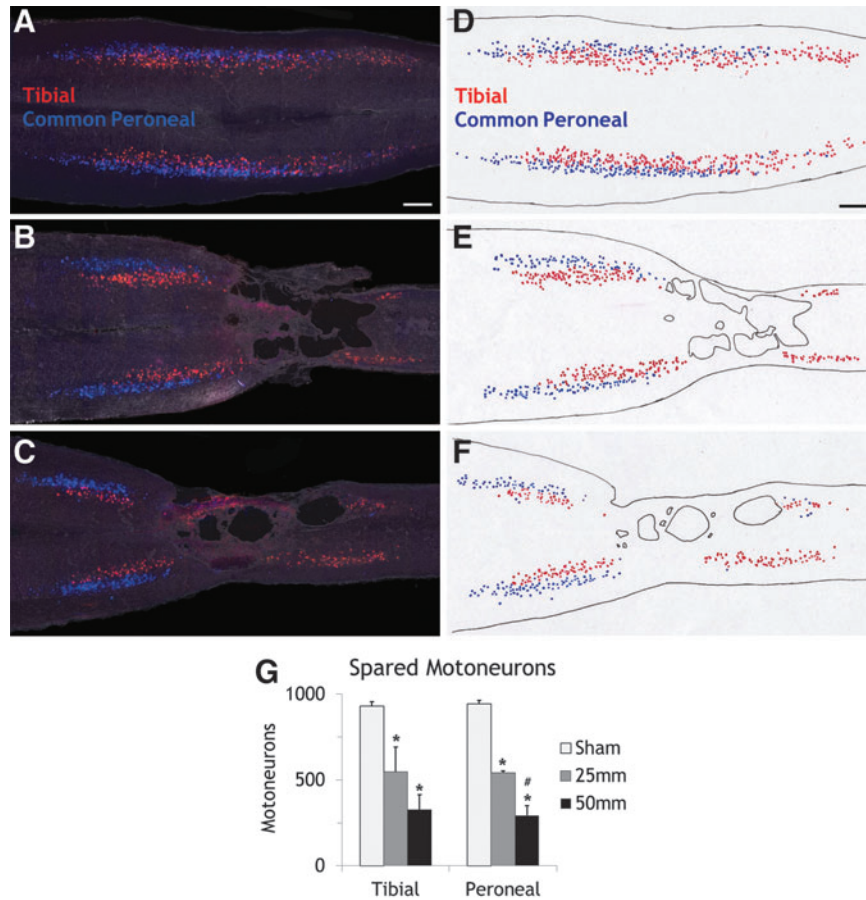 A
Tibial
Common Peroneal
D
Tibial
Common Peroneal
B
E
C
F
G
Spared Motoneurons
Motoneurons
1000
500
0
*
*
*
#
*
Sham
25mm
50mm
Tibial
Peroneal